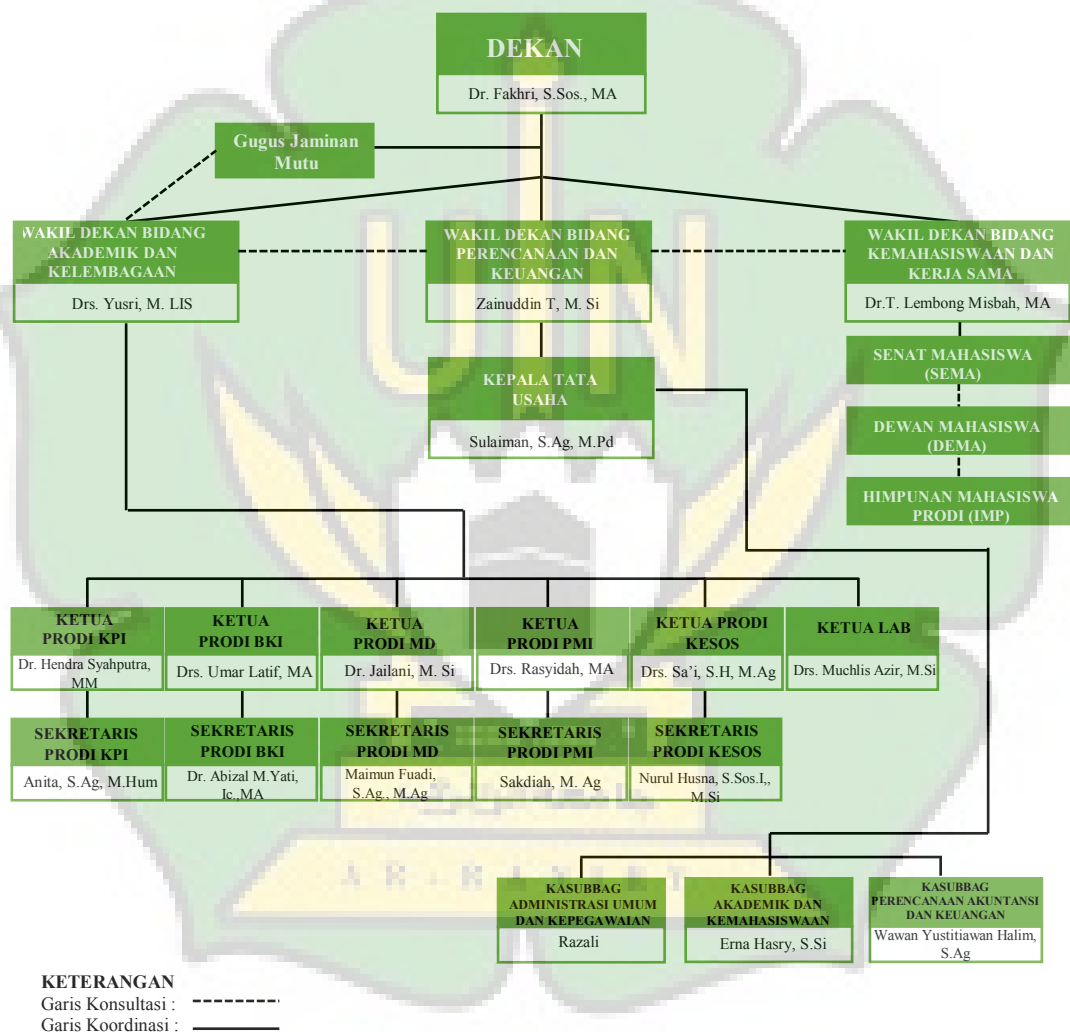 DEKAN
Dr. Fakhri, S.Sos., MA
Gugus Jaminan
Mutu
WAKIL DEKAN BIDANG
AKADEMIK DAN
KELEMBAGAAN
Drs. Yusri, M. LIS
WAKIL DEKAN BIDANG
PERENCANAAN DAN
KEUANGAN
Zainuddin T, M. Si
WAKIL DEKAN BIDANG
KEMAHASISWAAN DAN
KERJA SAMA
Dr.T. Lembong Misbah, MA
KEPALA TATA
USAHA
Sulaiman, S.Ag, M.Pd
SENAT MAHASISWA
(SEMA)
DEWAN MAHASISWA
(DEMA)
HIMPUNAN MAHASISWA
PRODI (IMP)
KETUA
PRODI KPI
Dr. Hendra Syahputra,
MM
KETUA
PRODI BKI
Drs. Umar Latif, MA
KETUA
PRODI MD
Dr. Jailani, M. Si
KETUA
PRODI PMI
Drs. Rasyidah, MA
KETUA PRODI
KESOS
Drs. Sa’i, S.H, M.Ag
KETUA LAB
Drs. Muchlis Azir, M.Si
SEKRETARIS
PRODI KPI
Anita, S.Ag, M.Hum
SEKRETARIS
PRODI BKI
Dr. Abizal M.Yati,
Ic.,MA
SEKRETARIS
PRODI MD
Maimun Fuadi,
S.Ag., M.Ag
SEKRETARIS
PRODI PMI
Sakdiah, M. Ag
SEKRETARIS
PRODI KESOS
Nurul Husna, S.Sos.I,,
M.Si
KASUBBAG
ADMINISTRASI UMUM
DAN KEPEGAWAIAN
Razali
KASUBBAG
AKADEMIK DAN
KEMAHASISWAAN
Erna Hasry, S.Si
KASUBBAG
PERENCANAAN AKUNTANSI
DAN KEUANGAN
Wawan Yustitiawan Halim,
S.Ag
KETERANGAN
Garis Konsultasi :
Garis Koordinasi :
UIN
AR-RANIRY